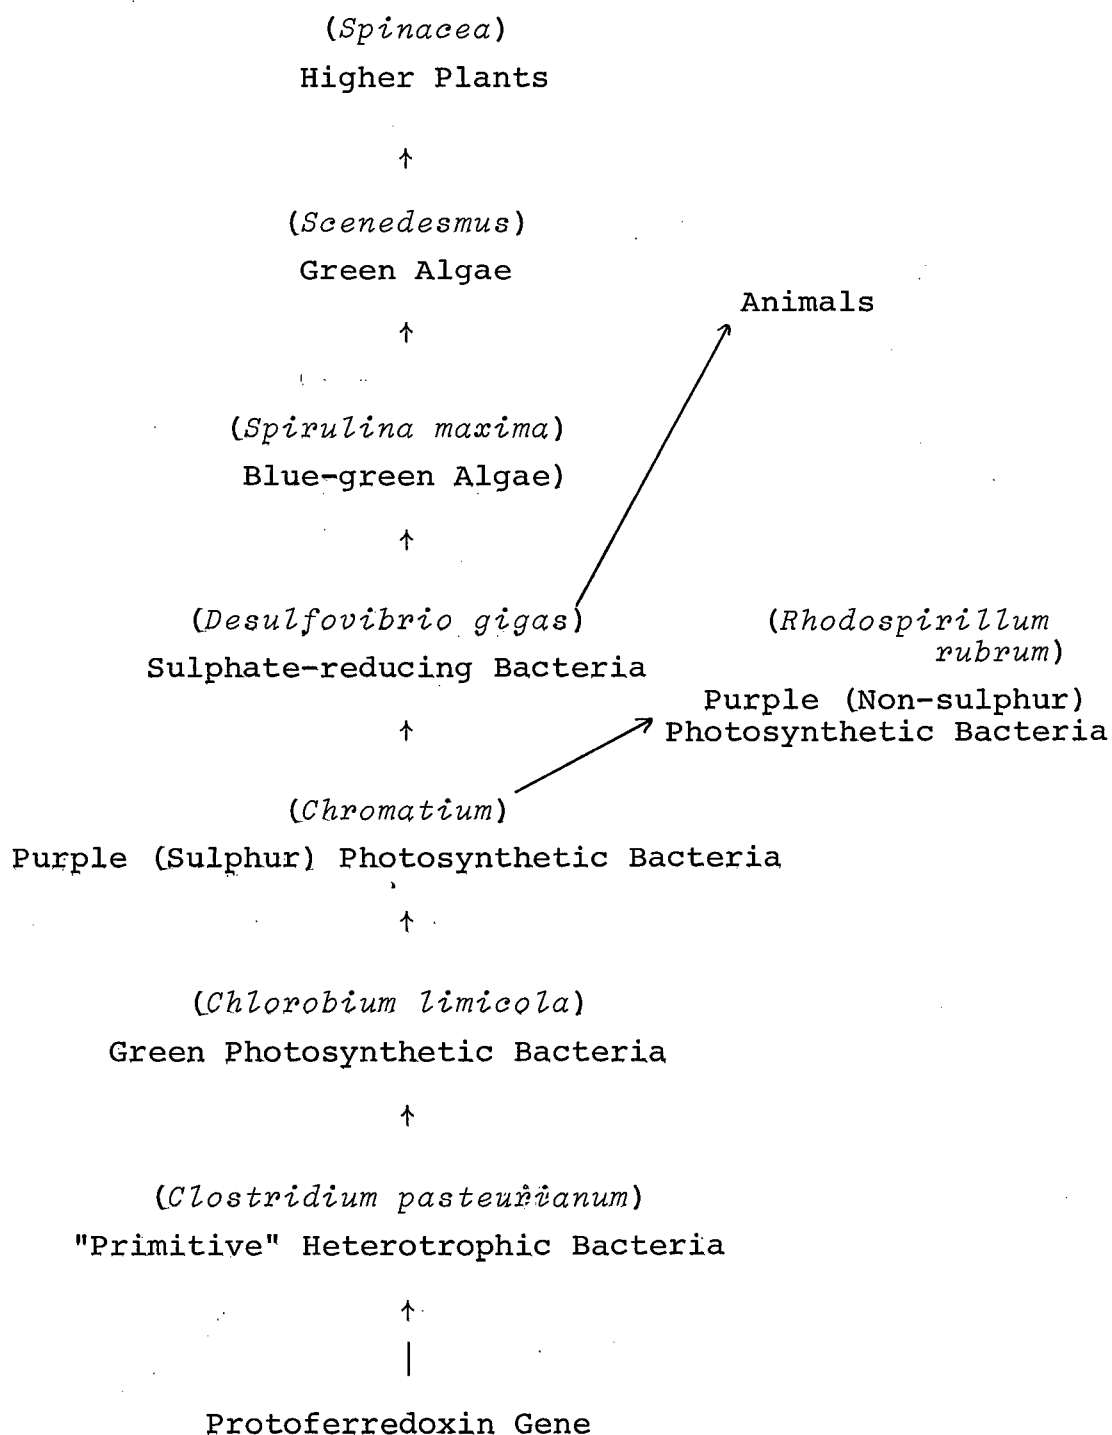 (Spinacea)
Higher Plants
↑
(Scenedesmus)
Green Algae
Animals
↑
(Spirulina maxima)
Blue-green Algae)
↑
(Desulfovibrio gigas)
Sulphate-reducing Bacteria
(Rhodospirillum
rubrum)
Purple (Non-sulphur)
Photosynthetic Bacteria
↑
(Chromatium)
Purple (Sulphur) Photosynthetic Bacteria
↑
(Chlorobium limicola)
Green Photosynthetic Bacteria
↑
(Clostridium pasteurianum)
"Primitive" Heterotrophic Bacteria
↑
Protoferredoxin Gene